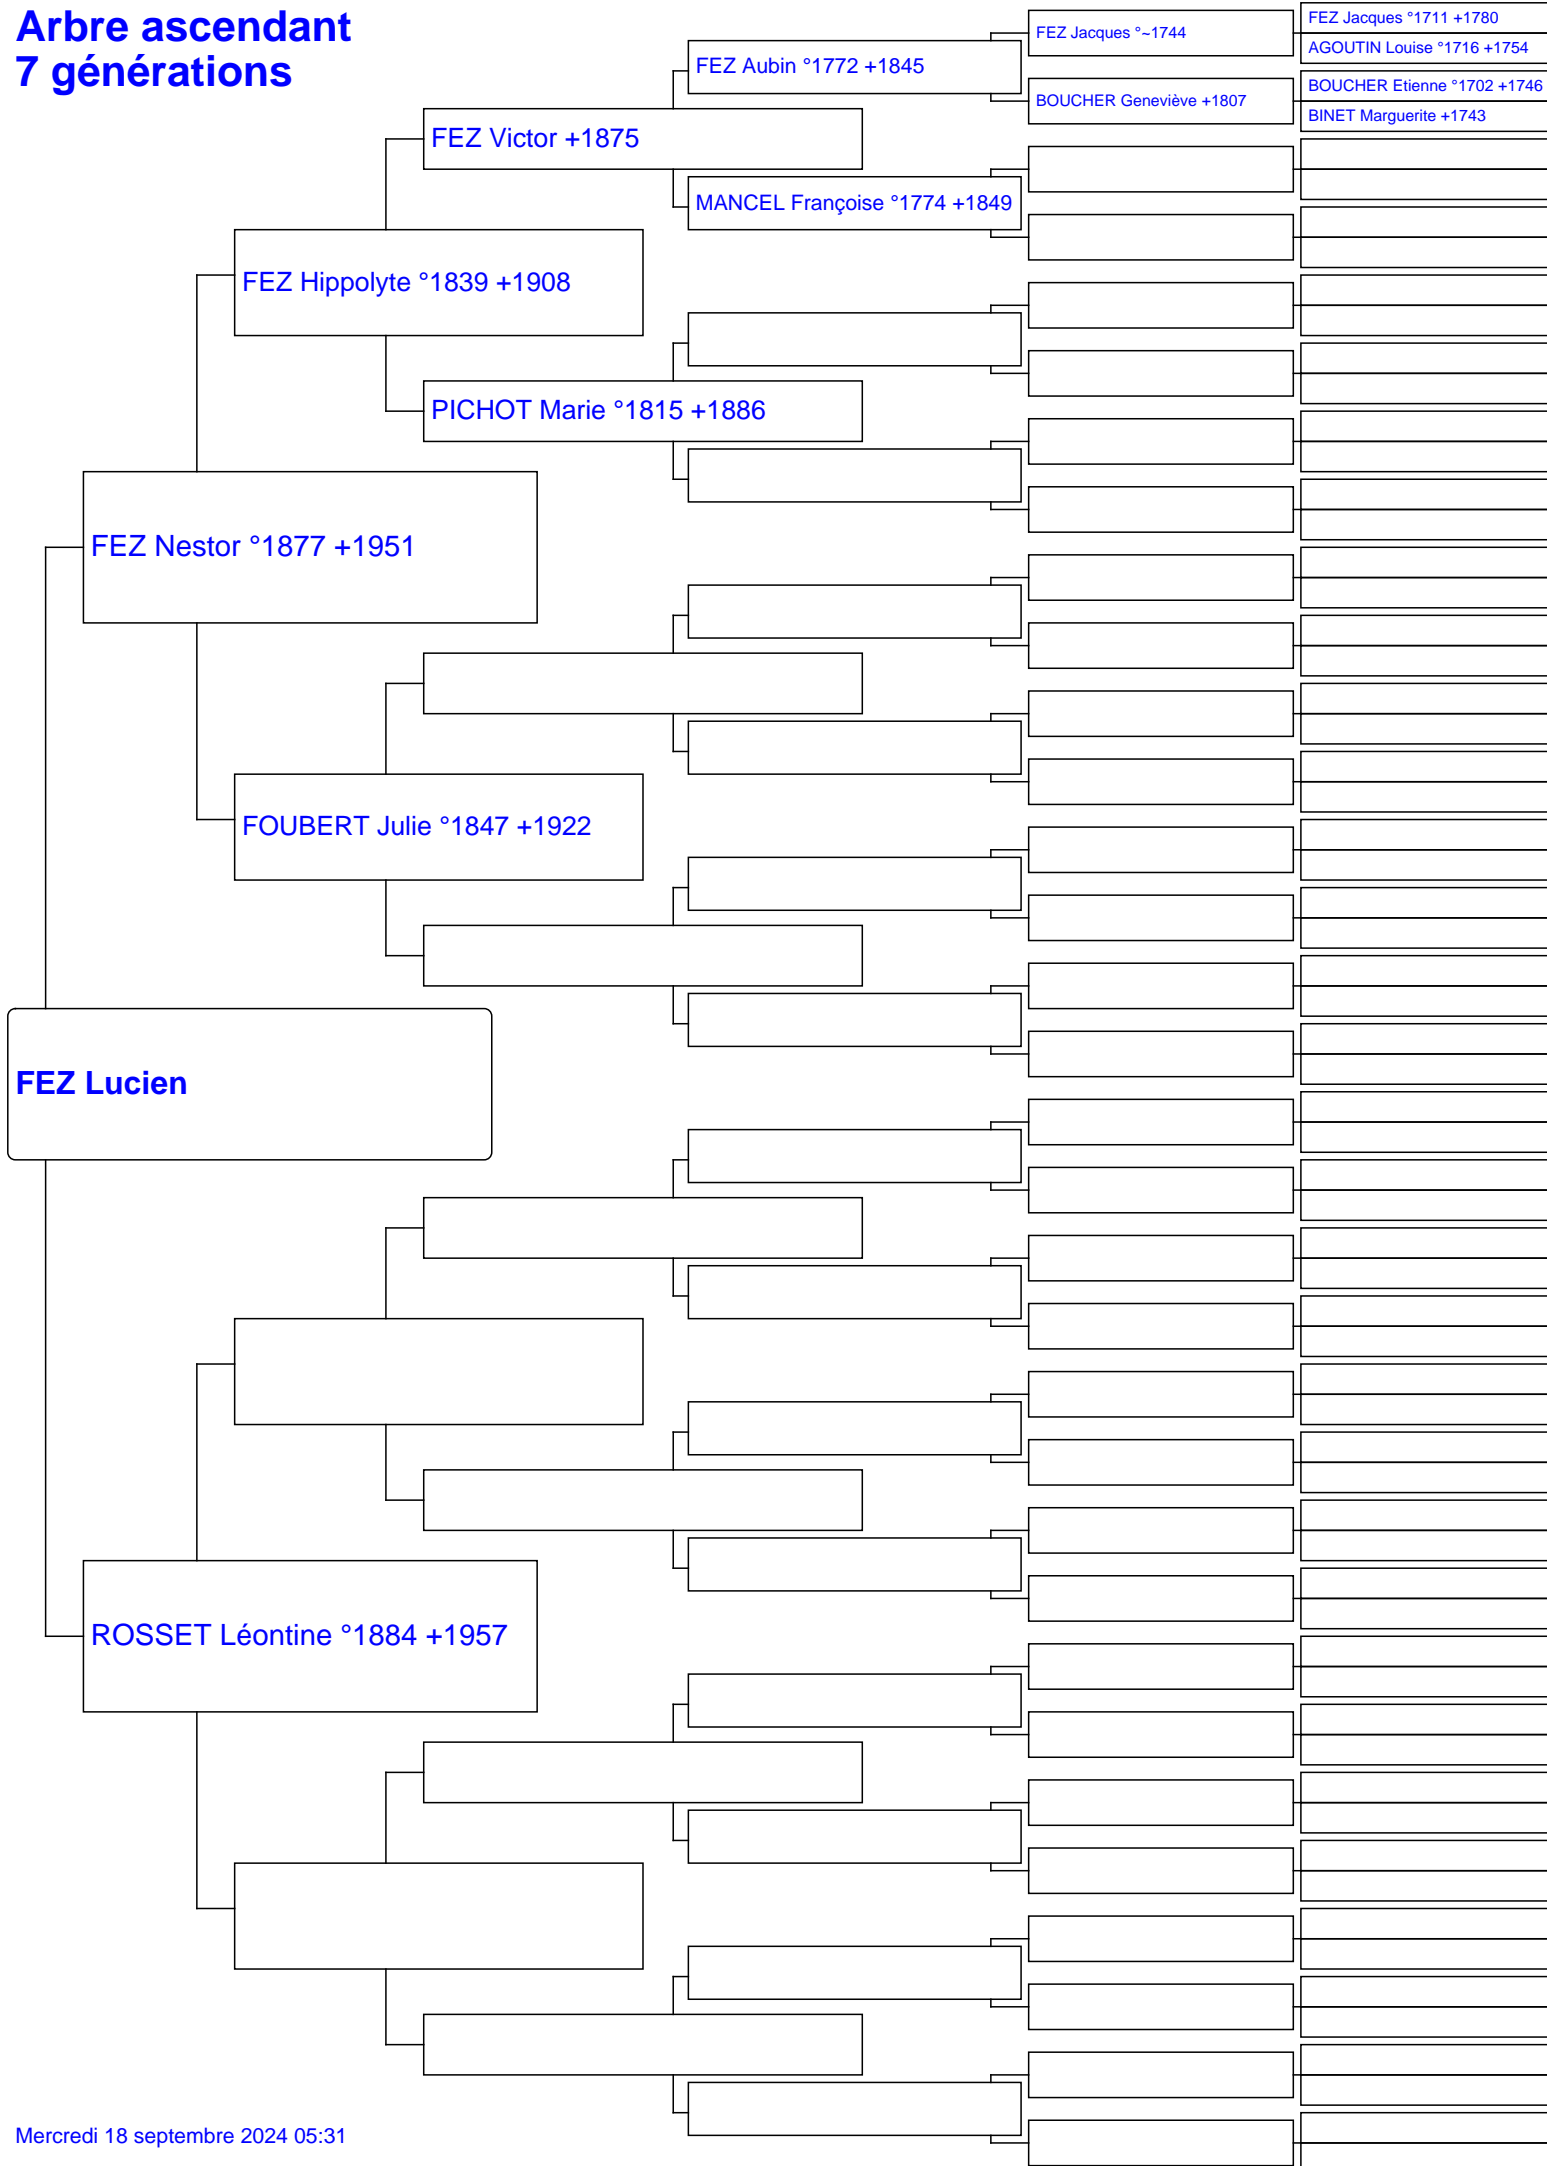 Arbre ascendant
7 générations
FEZ Jacques °1711 +1780
FEZ Jacques °~1744
AGOUTIN Louise °1716 +1754
FEZ Aubin °1772 +1845
BOUCHER Etienne °1702 +1746
BOUCHER Geneviève +1807
BINET Marguerite +1743
FEZ Victor +1875
MANCEL Françoise °1774 +1849
FEZ Hippolyte °1839 +1908
PICHOT Marie °1815 +1886
FEZ Nestor °1877 +1951
FOUBERT Julie °1847 +1922
FEZ Lucien
ROSSET Léontine °1884 +1957
Mercredi 18 septembre 2024 05:31